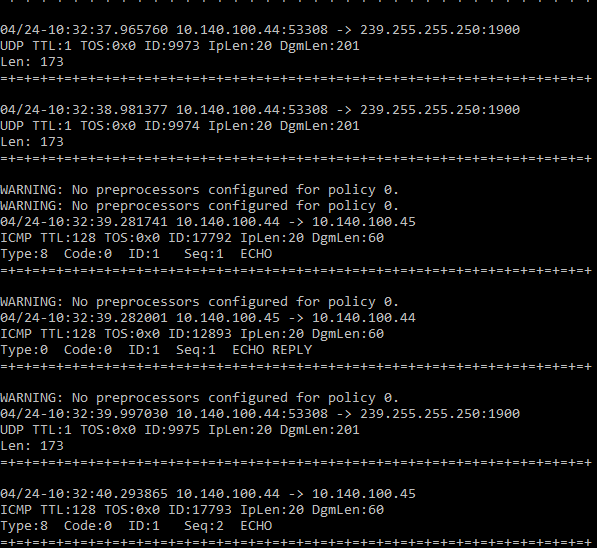 04/24-10:32:37.965760 10.140.100.44:53308 -> 239.255.255.250:1900
UDP TTL:1 TOS:0x0 ID:9973 IpLen:20 DgmLen:201
Len: 173
=+=+=+=+=+=+=+=+=+=+=+=+=+=+=+=+=+=+=+=+=+=+=+=+=+=+=+=+=+=+=+=+=+=+=+=+=+

04/24-10:32:38.981377 10.140.100.44:53308 -> 239.255.255.250:1900
UDP TTL:1 TOS:0x0 ID:9974 IpLen:20 DgmLen:201
Len: 173
=+=+=+=+=+=+=+=+=+=+=+=+=+=+=+=+=+=+=+=+=+=+=+=+=+=+=+=+=+=+=+=+=+=+=+=+=+

WARNING: No preprocessors configured for policy 0.
WARNING: No preprocessors configured for policy 0.
04/24-10:32:39.281741 10.140.100.44 -> 10.140.100.45
ICMP TTL:128 TOS:0x0 ID:17792 IpLen:20 DgmLen:60
Type:8  Code:0  ID:1   Seq:1  ECHO
=+=+=+=+=+=+=+=+=+=+=+=+=+=+=+=+=+=+=+=+=+=+=+=+=+=+=+=+=+=+=+=+=+=+=+=+=+

WARNING: No preprocessors configured for policy 0.
04/24-10:32:39.282001 10.140.100.45 -> 10.140.100.44
ICMP TTL:128 TOS:0x0 ID:12893 IpLen:20 DgmLen:60
Type:0  Code:0  ID:1  Seq:1  ECHO REPLY
=+=+=+=+=+=+=+=+=+=+=+=+=+=+=+=+=+=+=+=+=+=+=+=+=+=+=+=+=+=+=+=+=+=+=+=+=+

WARNING: No preprocessors configured for policy 0.
04/24-10:32:39.997030 10.140.100.44:53308 -> 239.255.255.250:1900
UDP TTL:1 TOS:0x0 ID:9975 IpLen:20 DgmLen:201
Len: 173
=+=+=+=+=+=+=+=+=+=+=+=+=+=+=+=+=+=+=+=+=+=+=+=+=+=+=+=+=+=+=+=+=+=+=+=+=+

04/24-10:32:40.293865 10.140.100.44 -> 10.140.100.45
ICMP TTL:128 TOS:0x0 ID:17793 IpLen:20 DgmLen:60
Type:8  Code:0  ID:1   Seq:2  ECHO
=+=+=+=+=+=+=+=+=+=+=+=+=+=+=+=+=+=+=+=+=+=+=+=+=+=+=+=+=+=+=+=+=+=+=+=+=+